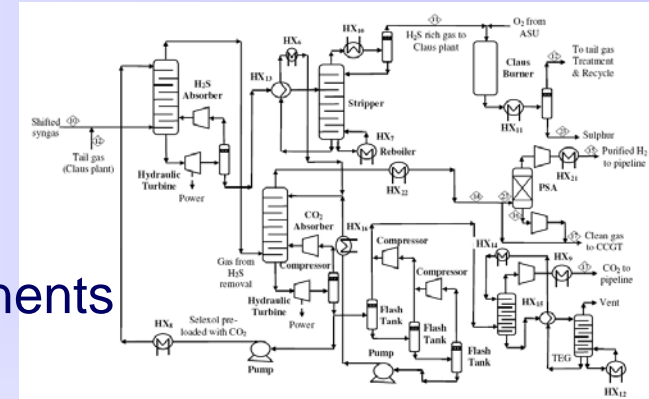 11
O₂ from
ASU
H₂S rich gas to
Claus plant
HX10
HX6
To tail gas
Treatment
& Recycle
Claus
Burner
H₂S
Absorber
HX13
Stripper
Shifted
syngas
Tail gas
(Claus plant)
HX7
Reboiler
HX11
Sulphur
Purified H₂
to pipeline
Hydraulic
Turbine
Power
HX22
HX21
PSA
CO₂
Absorber
HX16
Clean gas
to CCGT
Gas from
H₂S
removal
Compressor
Compressor
Compressor
HX14
HX9
CO₂ to
pipeline
nents
Hydraulic
Turbine
Power
Flash
Tank
Flash
Tank
Flash
Tank
HX15
Vent
HX8
Selexol pre-
loaded with CO₂
Pump
Pump
TEG
HX12